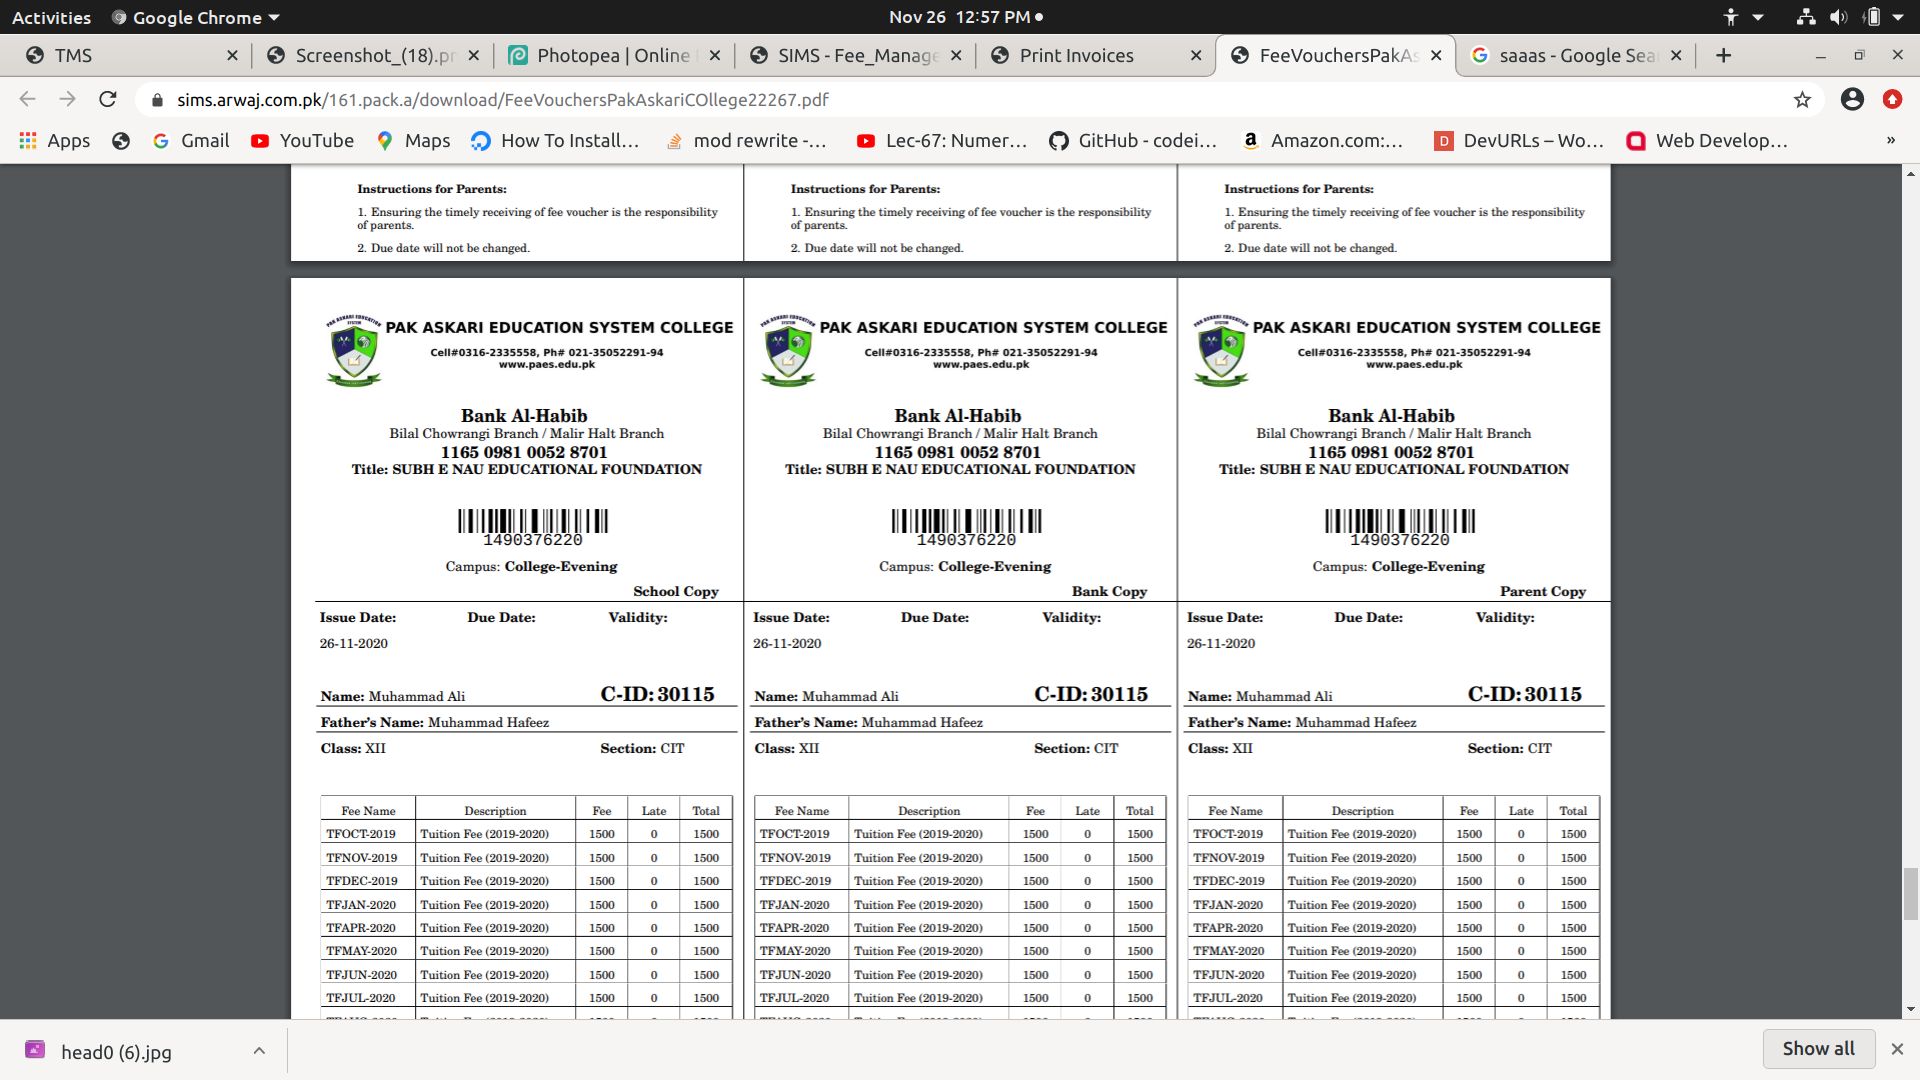 Activities Google Chrome Nov 26 12:57 PM
TMS Screenshot_(18).pr Photopea | Online SIMS - Fee_Manage Print Invoices FeeVouchersPakAs saaas - Google Sea
sims.arwaj.com.pk/161.pack.a/download/FeeVouchersPakAskariCOllege22267.pdf
Apps Gmail YouTube Maps How To Install... mod rewrite -... Lec-67: Numer... GitHub - codei... Amazon.com:... DevURLs – Wo... Web Develop... »
Instructions for Parents: Instructions for Parents: Instructions for Parents:
1. Ensuring the timely receiving of fee voucher is the responsibility 1. Ensuring the timely receiving of fee voucher is the responsibility 1. Ensuring the timely receiving of fee voucher is the responsibility
of parents. of parents. of parents.
2. Due date will not be changed. 2. Due date will not be changed. 2. Due date will not be changed.
PAK ASKARI EDUCATION SYSTEM COLLEGE PAK ASKARI EDUCATION SYSTEM COLLEGE PAK ASKARI EDUCATION SYSTEM COLLEGE
Cell#0316-2335558, Ph# 021-35052291-94 Cell#0316-2335558, Ph# 021-35052291-94 Cell#0316-2335558, Ph# 021-35052291-94
www.paes.edu.pk www.paes.edu.pk www.paes.edu.pk
Bank Al-Habib Bank Al-Habib Bank Al-Habib
Bilal Chowrangi Branch / Malir Halt Branch Bilal Chowrangi Branch / Malir Halt Branch Bilal Chowrangi Branch / Malir Halt Branch
1165 0981 0052 8701 1165 0981 0052 8701 1165 0981 0052 8701
Title: SUBH E NAU EDUCATIONAL FOUNDATION Title: SUBH E NAU EDUCATIONAL FOUNDATION Title: SUBH E NAU EDUCATIONAL FOUNDATION
1490376220 1490376220 1490376220
Campus: College-Evening Campus: College-Evening Campus: College-Evening
School Copy Bank Copy Parent Copy
Issue Date: Due Date: Validity: Issue Date: Due Date: Validity: Issue Date: Due Date: Validity:
26-11-2020 26-11-2020 26-11-2020
Name: Muhammad Ali C-ID: 30115 Name: Muhammad Ali C-ID: 30115 Name: Muhammad Ali C-ID: 30115
Father's Name: Muhammad Hafeez Father's Name: Muhammad Hafeez Father's Name: Muhammad Hafeez
Class: XII Section: CIT Class: XII Section: CIT Class: XII Section: CIT
Fee Name Description Fee Late Total Fee Name Description Fee Late Total Fee Name Description Fee Late Total
TFOCT-2019 Tuition Fee (2019-2020) 1500 0 1500 TFOCT-2019 Tuition Fee (2019-2020) 1500 0 1500 TFOCT-2019 Tuition Fee (2019-2020) 1500 0 1500
TFNOV-2019 Tuition Fee (2019-2020) 1500 0 1500 TFNOV-2019 Tuition Fee (2019-2020) 1500 0 1500 TFNOV-2019 Tuition Fee (2019-2020) 1500 0 1500
TFDEC-2019 Tuition Fee (2019-2020) 1500 0 1500 TFDEC-2019 Tuition Fee (2019-2020) 1500 0 1500 TFDEC-2019 Tuition Fee (2019-2020) 1500 0 1500
TFJAN-2020 Tuition Fee (2019-2020) 1500 0 1500 TFJAN-2020 Tuition Fee (2019-2020) 1500 0 1500 TFJAN-2020 Tuition Fee (2019-2020) 1500 0 1500
TFAPR-2020 Tuition Fee (2019-2020) 1500 0 1500 TFAPR-2020 Tuition Fee (2019-2020) 1500 0 1500 TFAPR-2020 Tuition Fee (2019-2020) 1500 0 1500
TFMAY-2020 Tuition Fee (2019-2020) 1500 0 1500 TFMAY-2020 Tuition Fee (2019-2020) 1500 0 1500 TFMAY-2020 Tuition Fee (2019-2020) 1500 0 1500
TFJUN-2020 Tuition Fee (2019-2020) 1500 0 1500 TFJUN-2020 Tuition Fee (2019-2020) 1500 0 1500 TFJUN-2020 Tuition Fee (2019-2020) 1500 0 1500
TFJUL-2020 Tuition Fee (2019-2020) 1500 0 1500 TFJUL-2020 Tuition Fee (2019-2020) 1500 0 1500 TFJUL-2020 Tuition Fee (2019-2020) 1500 0 1500
head0 (6).jpg Show all